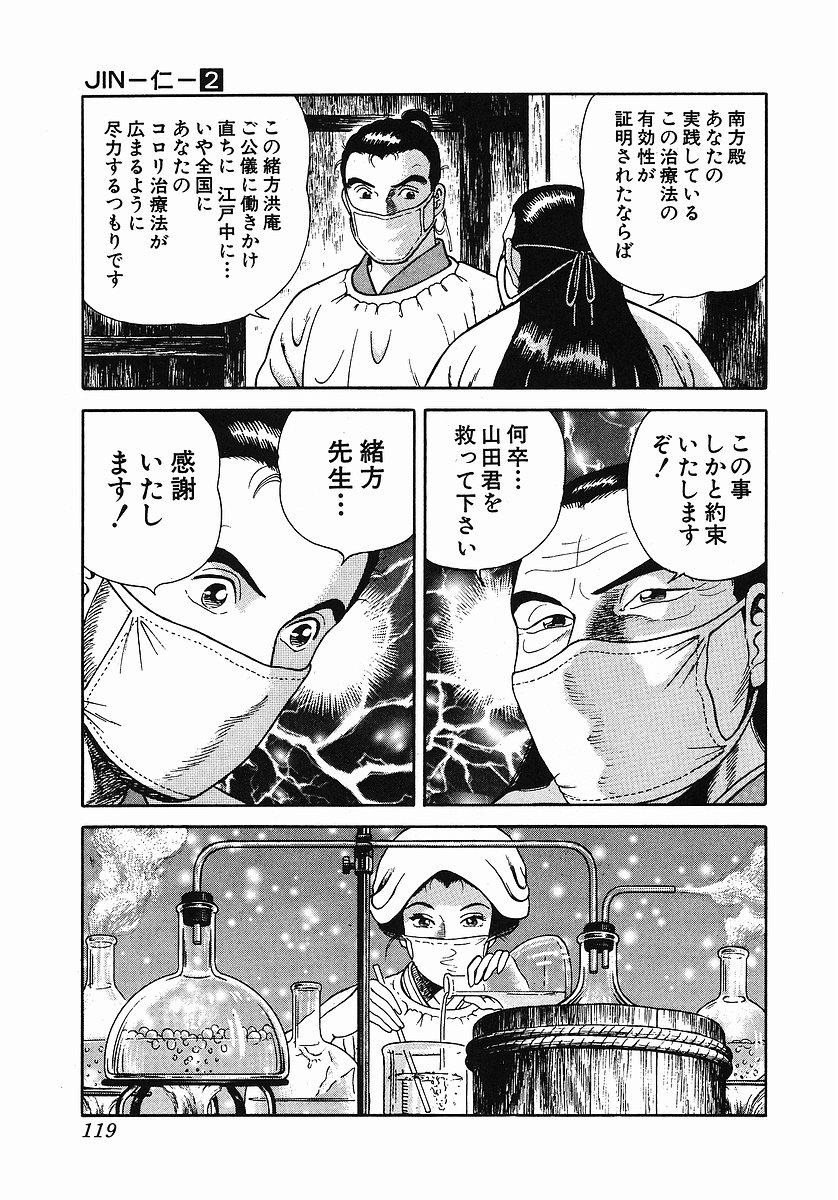 JIN－仁－2
南方殿
あなたの
実践している
この治療法の
有効性が
証明されたならば
この緒方洪庵
ご公儀に働きかけ
直ちに 江戸中に…
いや全国に
あなたの
コロリ治療法が
広まるように
尽力するつもりです
この事
しかと約束
いたします
ぞ！
何卒…
山田君を
救って下さい
緒方
先生…
感謝
いたし
ます！
119